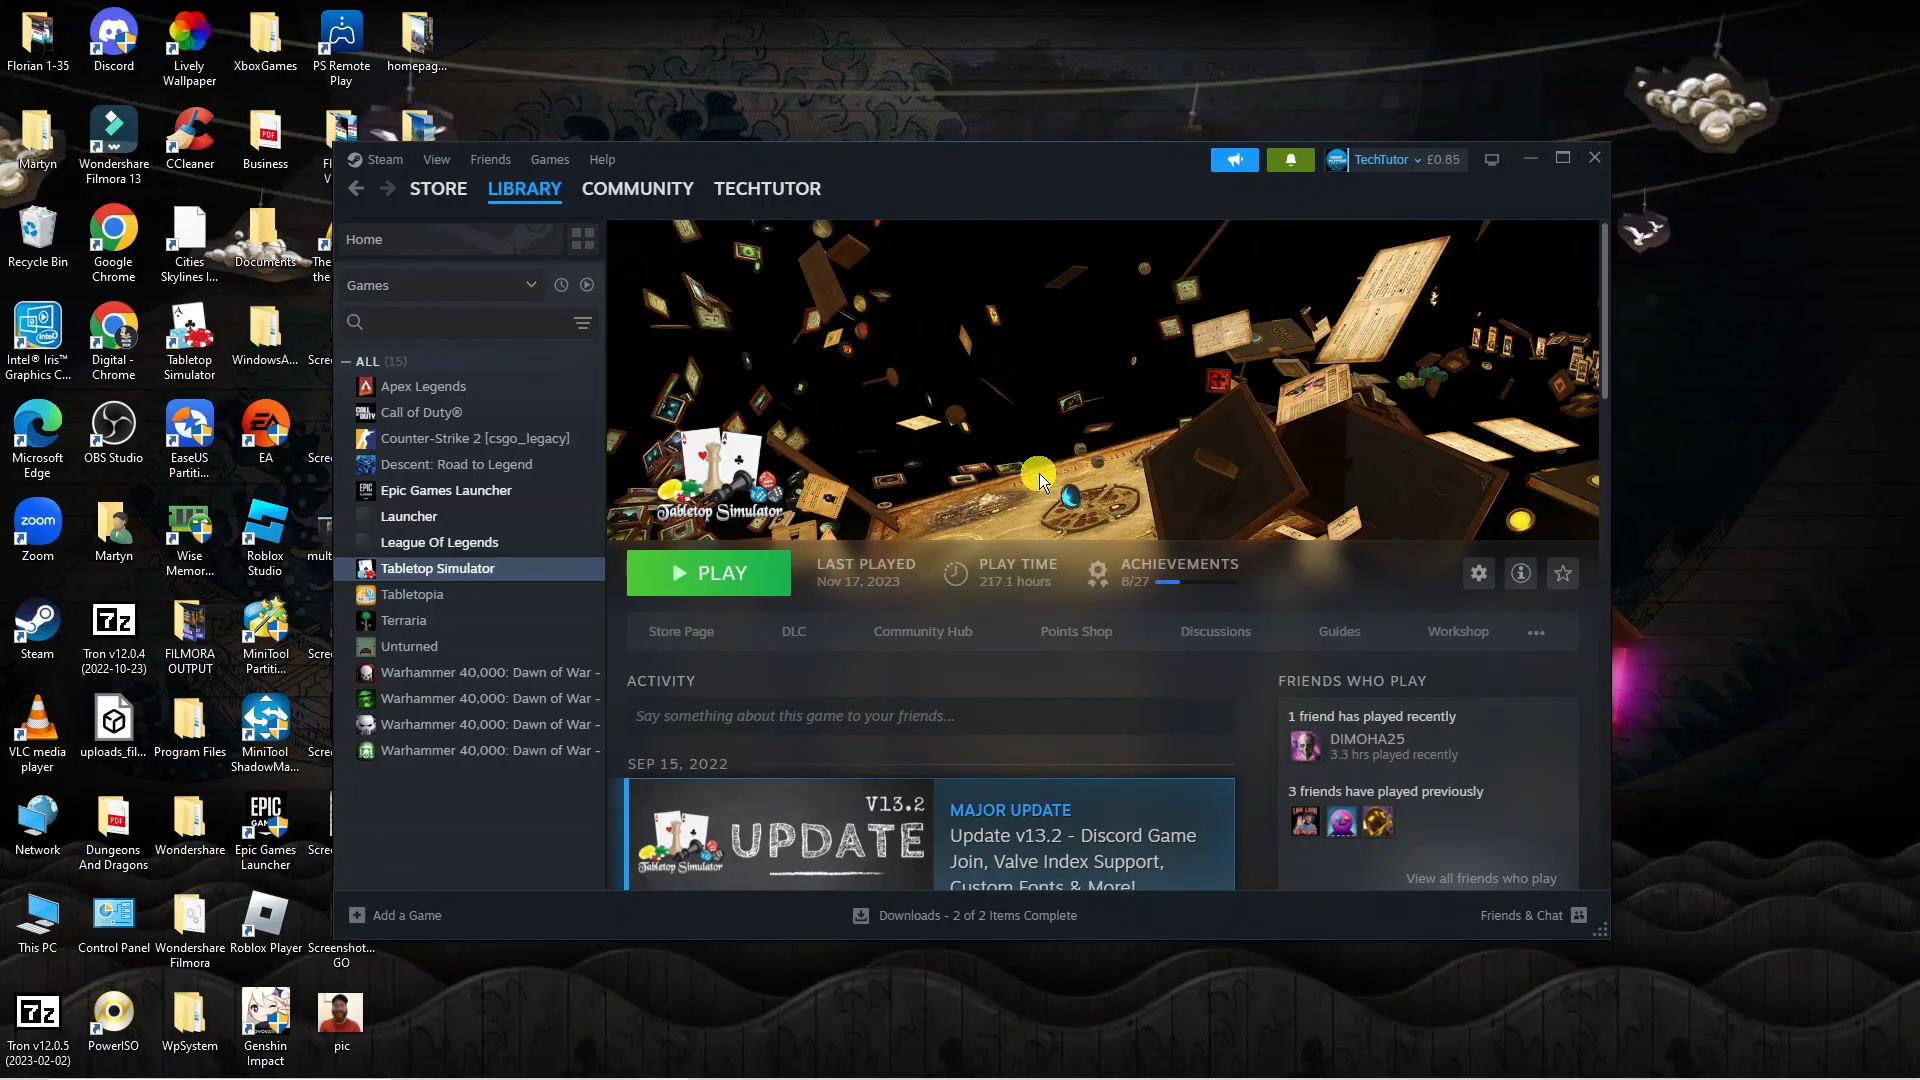 Florian 1-35
Discord
Lively
Wallpaper
XboxGames
PS Remote
Play
homepag...
Martyn
Wondershare
Filmora 13
CCleaner
Business
Recycle Bin
Google
Chrome
Cities
Skylines I...
Documents
Intel® Iris™
Graphics C...
Digital -
Chrome
Tabletop
Simulator
WindowsA...
Microsoft
Edge
OBS Studio
EaseUS
Partiti...
EA
Zoom
Martyn
Wise
Memor...
Roblox
Studio
Steam
Tron v12.0.4
(2022-10-23)
FILMORA
OUTPUT
MiniTool
Partiti...
VLC media
player
uploads_fil...
Program Files
MiniTool
ShadowMa...
Network
Dungeons
And Dragons
Wondershare
Epic Games
Launcher
This PC
Control Panel
Wondershare
Filmora
Roblox Player
Screenshot...
GO
Tron v12.0.5
(2023-02-02)
PowerISO
WpSystem
Genshin
Impact
pic
Steam View Friends Games Help
TechTutor £0.85
STORE LIBRARY COMMUNITY TECHTUTOR
Home
Games
ALL (15)
Apex Legends
Call of Duty®
Counter-Strike 2 [csgo_legacy]
Descent: Road to Legend
Epic Games Launcher
Launcher
League Of Legends
Tabletop Simulator
Tabletopia
Terraria
Unturned
Warhammer 40,000: Dawn of War -
Warhammer 40,000: Dawn of War -
Warhammer 40,000: Dawn of War -
Warhammer 40,000: Dawn of War -
Tabletop Simulator
PLAY
LAST PLAYED
Nov 17, 2023
PLAY TIME
217.1 hours
ACHIEVEMENTS
8/27
Store Page DLC Community Hub Points Shop Discussions Guides Workshop
ACTIVITY
Say something about this game to your friends...
SEP 15, 2022
V13.2
UPDATE
Tabletop Simulator
MAJOR UPDATE
Update v13.2 - Discord Game
Join, Valve Index Support,
Custom Fonts & More!
FRIENDS WHO PLAY
1 friend has played recently
DIMOHA25
3.3 hrs played recently
3 friends have played previously
View all friends who play
Add a Game
Downloads - 2 of 2 Items Complete
Friends & Chat